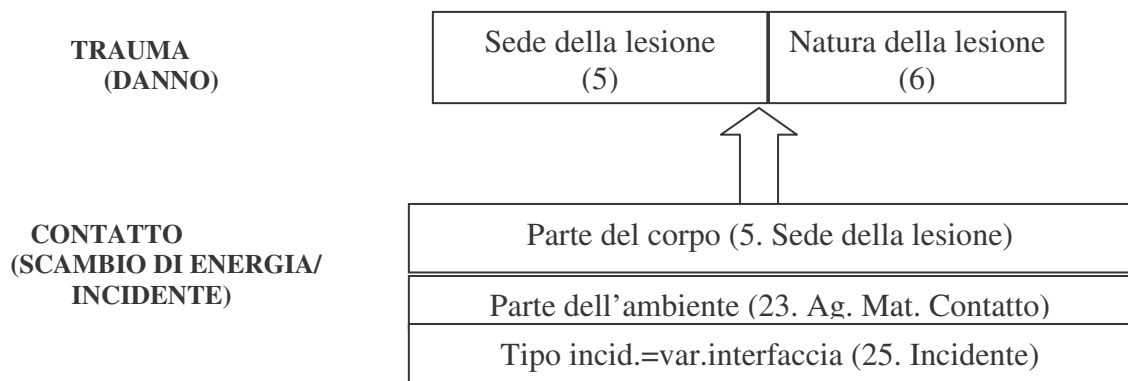 TRAUMA
(DANNO)
Sede della lesione
(5)
Natura della lesione
(6)
CONTATTO
(SCAMBIO DI ENERGIA/
INCIDENTE)
Parte del corpo (5. Sede della lesione)
Parte dell’ambiente (23. Ag. Mat. Contatto)
Tipo incid.=var.interfaccia (25. Incidente)